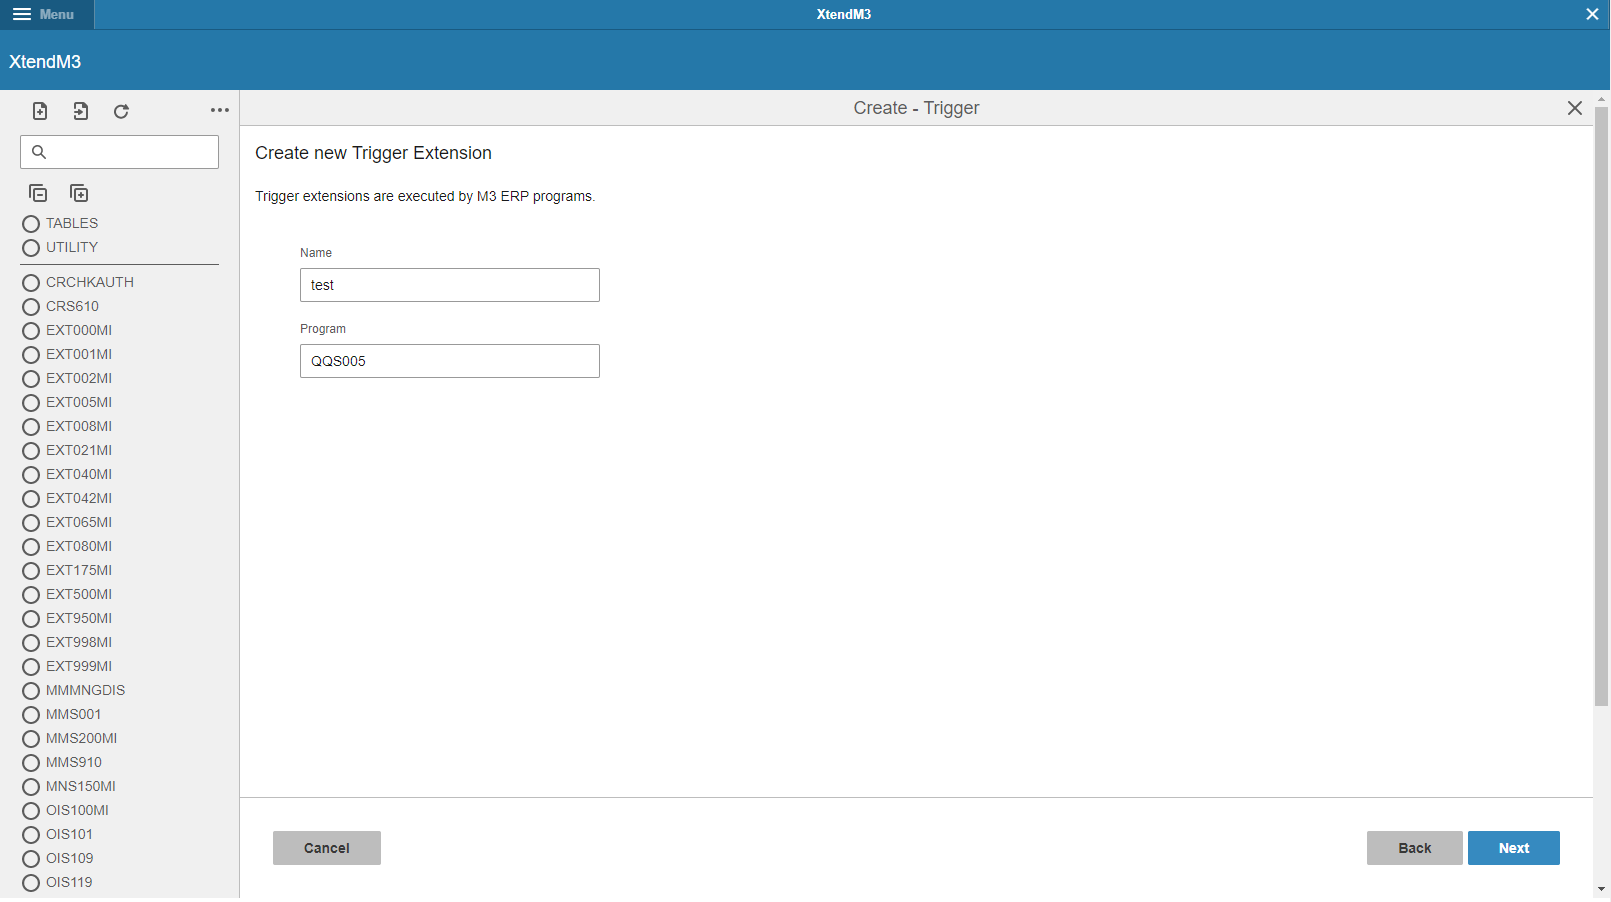 Menu
XtendM3
XtendM3
Create - Trigger
TABLES
UTILITY
CRCHKAUTH
CRS610
EXT000MI
EXT001MI
EXT002MI
EXT005MI
EXT008MI
EXT021MI
EXT040MI
EXT042MI
EXT065MI
EXT080MI
EXT175MI
EXT500MI
EXT950MI
EXT998MI
EXT999MI
MMMNGDIS
MMS001
MMS200MI
MMS910
MNS150MI
OIS100MI
OIS101
OIS109
OIS119
Create new Trigger Extension
Trigger extensions are executed by M3 ERP programs.
Name
test
Program
QQS005
Cancel
Back
Next